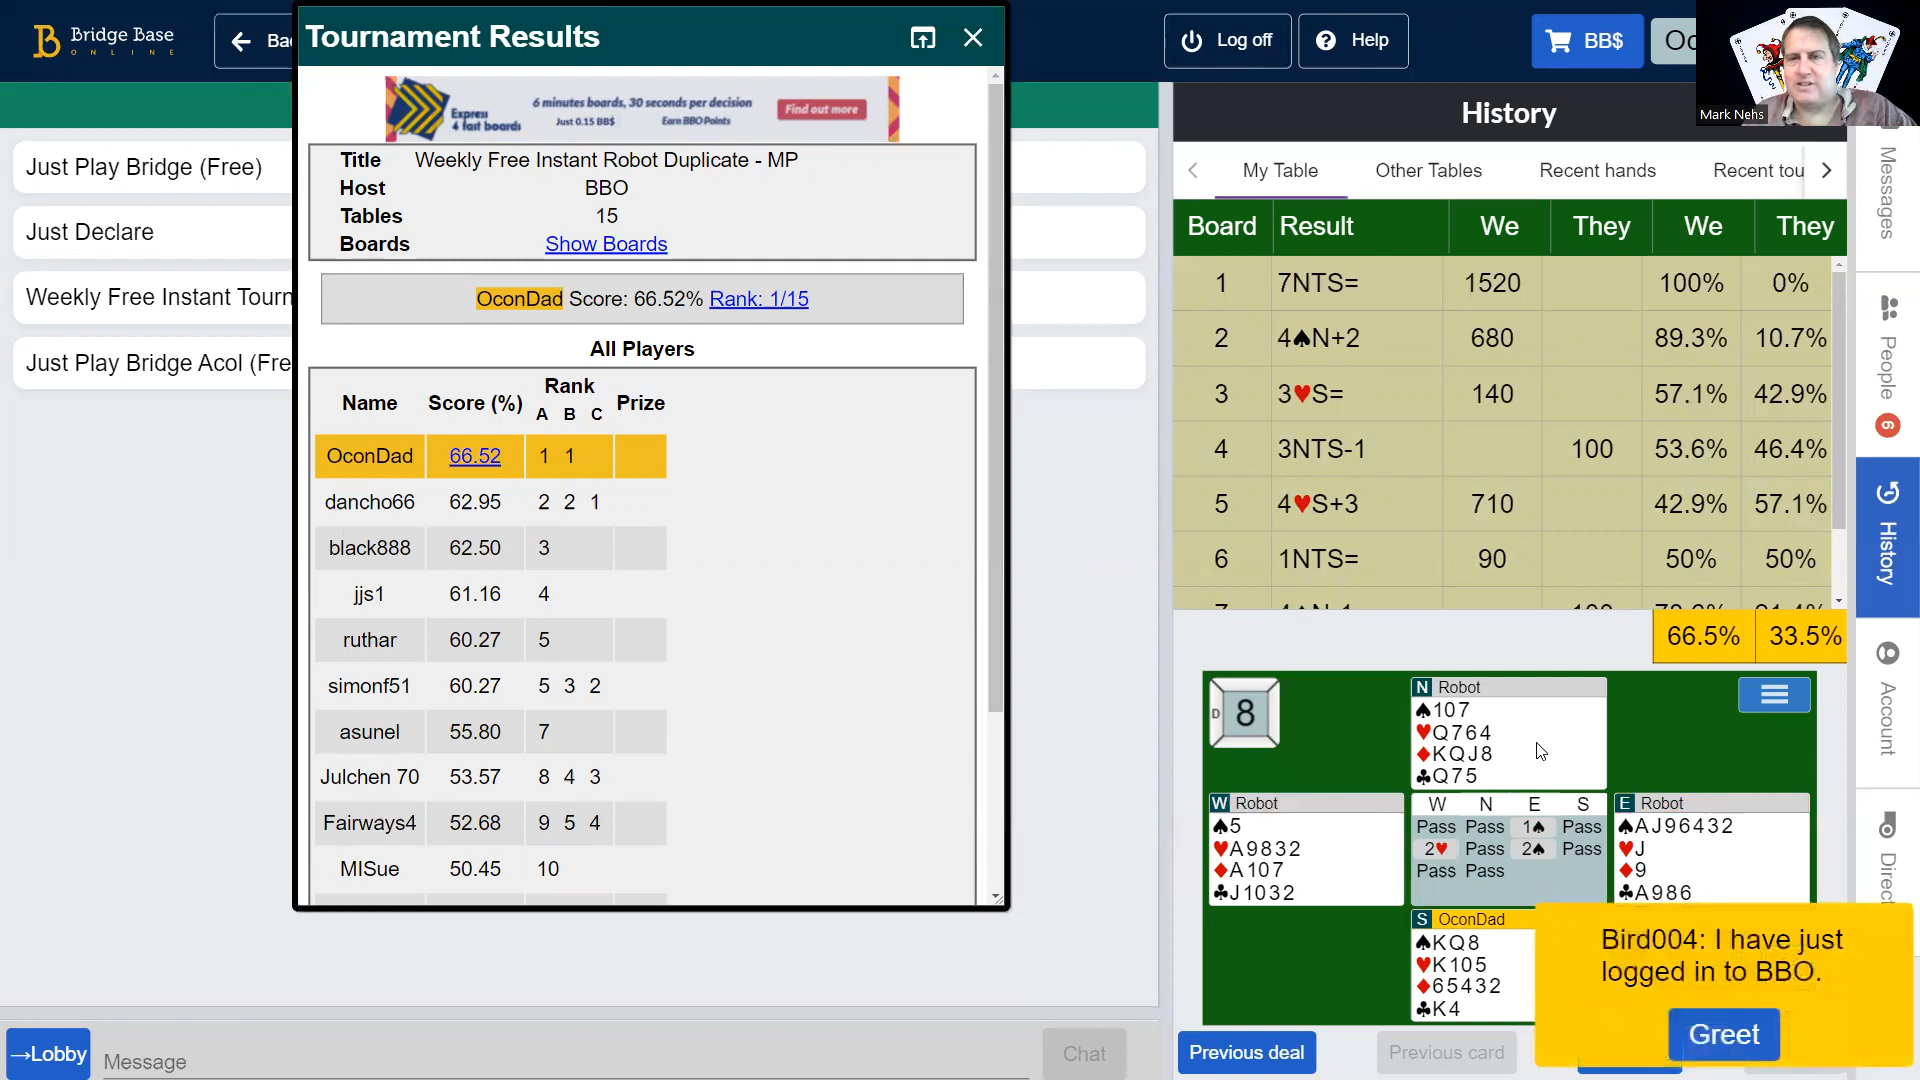 Bridge Base
ONLINE
Tournament Results
Log off
Help
BB$
Mark Nehs
Express
4 fast boards
6 minutes boards, 30 seconds per decision
Just 0.15 BB$
Earn BBO Points
Find out more
Title Weekly Free Instant Robot Duplicate - MP
Host BBO
Tables 15
Boards Show Boards
OconDad Score: 66.52% Rank: 1/15
All Players
Name Score (%) Rank Prize
A B C
OconDad 66.52 1 1
dancho66 62.95 2 2 1
black888 62.50 3
jjs1 61.16 4
ruthar 60.27 5
simonf51 60.27 5 3 2
asunel 55.80 7
Julchen 70 53.57 8 4 3
Fairways4 52.68 9 5 4
MISue 50.45 10
Just Play Bridge (Free)
Just Declare
Weekly Free Instant Tourn
Just Play Bridge Acol (Fre
→Lobby
Message
Chat
History
My Table Other Tables Recent hands Recent tou
Board Result We They We They
1 7NTS= 1520 100% 0%
2 4♠N+2 680 89.3% 10.7%
3 3♥S= 140 57.1% 42.9%
4 3NTS-1 100 53.6% 46.4%
5 4♥S+3 710 42.9% 57.1%
6 1NTS= 90 50% 50%
66.5% 33.5%
D 8
N Robot
♠107
♥Q764
♦KQJ8
♣Q75
W Robot
♠5
♥A9832
♦A107
♣J1032
W N E S
Pass Pass 1♠ Pass
2♥ Pass 2♠ Pass
Pass Pass
E Robot
♠AJ96432
♥J
♦9
♣A986
S OconDad
♠KQ8
♥K105
♦65432
♣K4
Bird004: I have just
logged in to BBO.
Greet
Previous deal
Previous card
Messages
People
6
History
Account
Direc